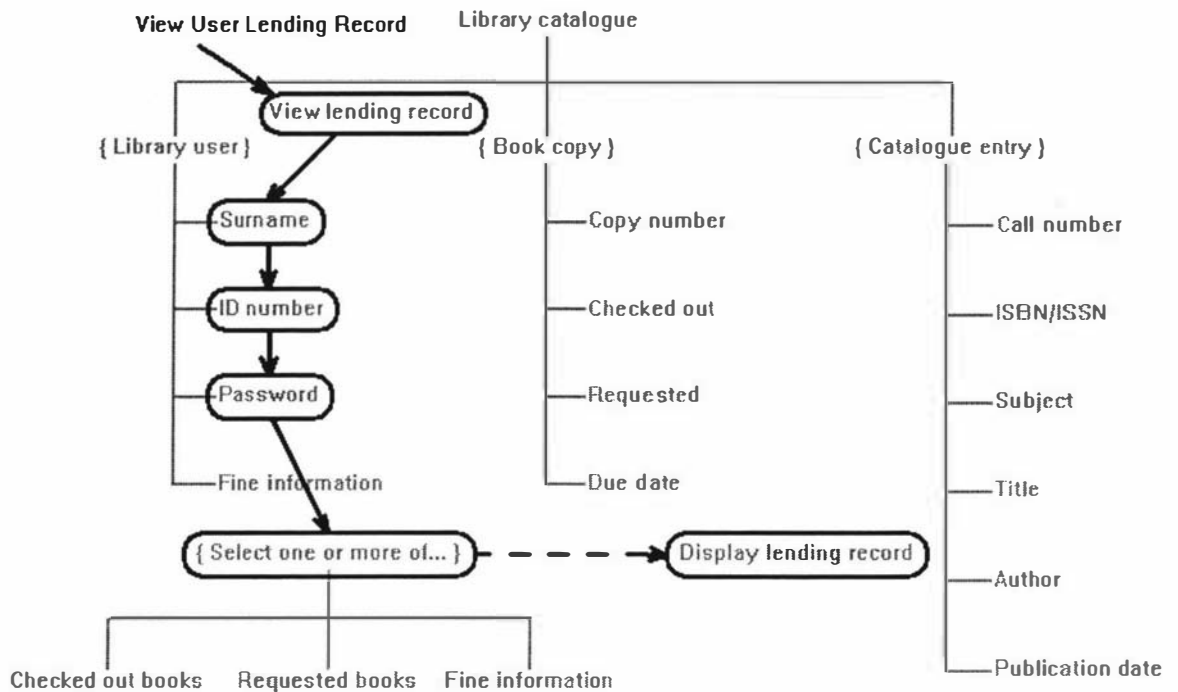 View User Lending Record
Library catalogue
View lending record
{ Library user }
{ Book copy }
{ Catalogue entry }
Surname
Copy number
Call number
ID number
Checked out
ISBN/ISSN
Password
Requested
Subject
Fine information
Due date
Title
{ Select one or more of... }
Display lending record
Author
Checked out books
Requested books
Fine information
Publication date